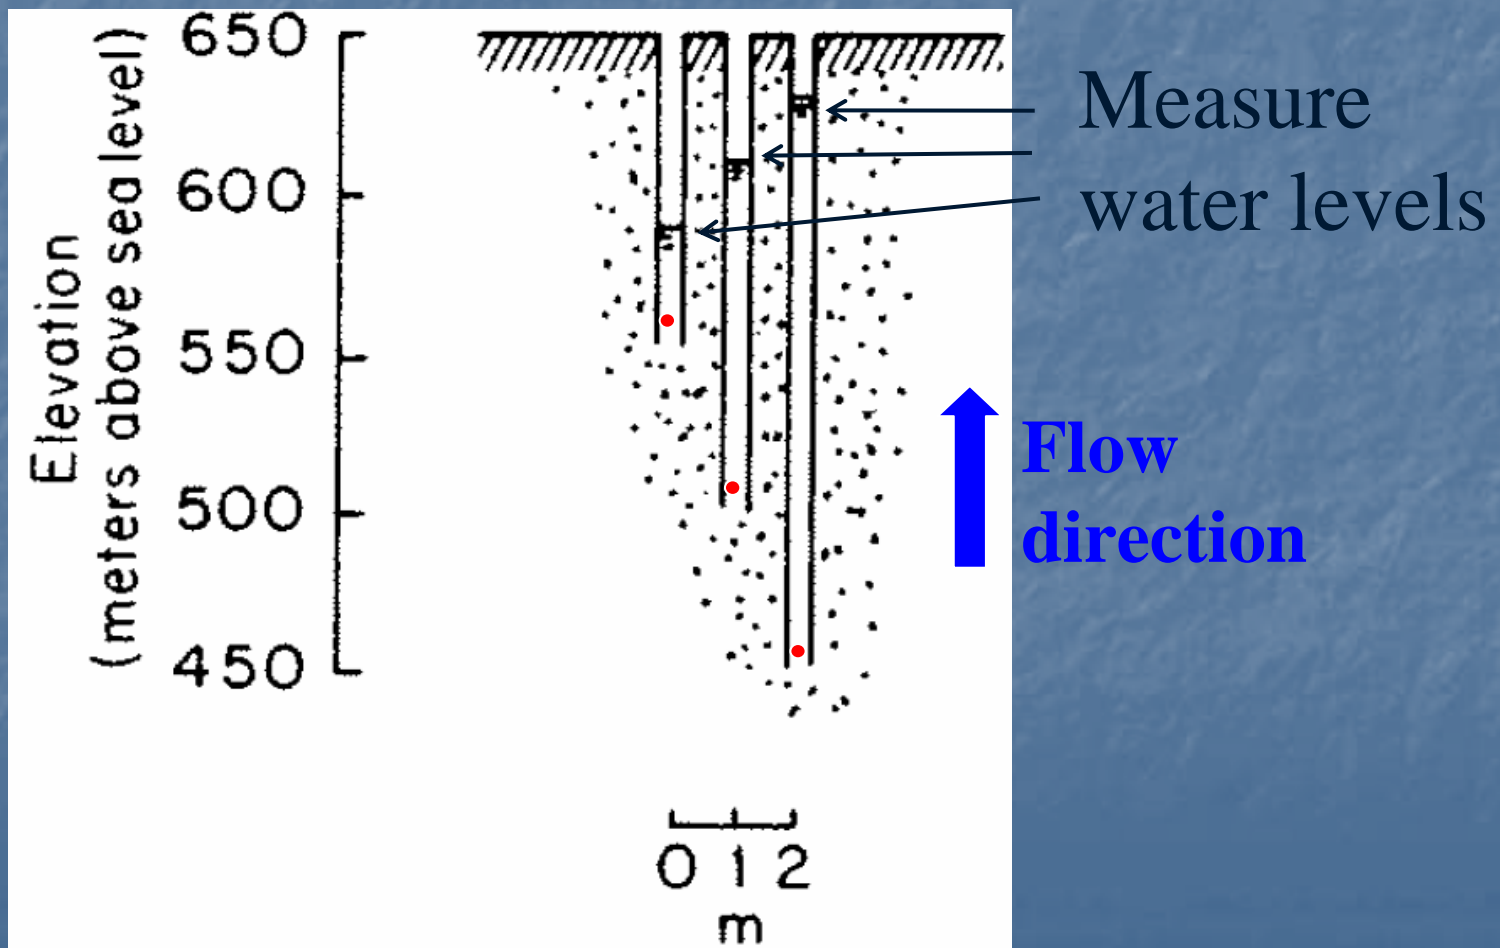 Elevation
(meters above sea level)
650
600
550
500
450
Measure
water levels
Flow
direction
0 1 2
m